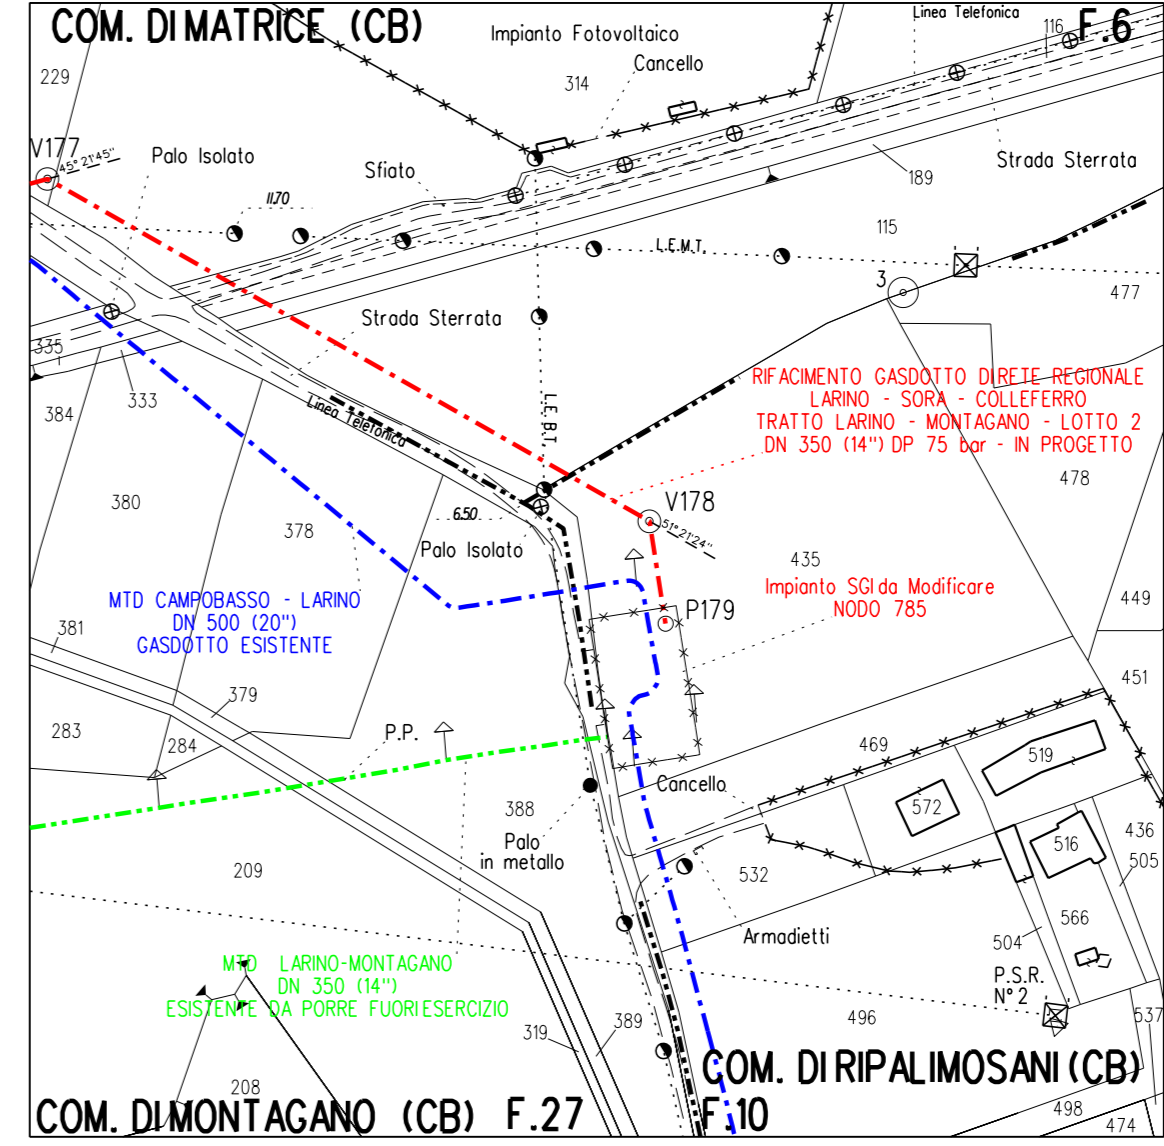 COM. DI MATRICE (CB)
Linea Telefonica
F.6
116
Impianto Fotovoltaico
Cancello
229
314
V177
45° 21'45"
Palo Isolato
Sfiato
Strada Sterrata
189
11.70
115
L.E.M.T.
3
477
Strada Sterrata
335
333
384
RIFACIMENTO GASDOTTO DIRETE REGIONALE
LARINO - SORA - COLLEFERRO
TRATTO LARINO - MONTAGANO - LOTTO 2
DN 350 (14") DP 75 bar - IN PROGETTO
Linea Telefonica
L.E.B.T.
478
380
378
6.50
V178
51° 21'24"
Palo Isolato
435
Impianto SGI da Modificare
NODO 785
449
MTD CAMPOBASSO - LARINO
DN 500 (20")
GASDOTTO ESISTENTE
P179
381
379
451
283
284
P.P.
469
519
Cancello
572
388
436
516
505
Palo
in metallo
209
532
566
Armadietti
504
MTD LARINO-MONTAGANO
DN 350 (14")
ESISTENTE DA PORRE FUORI ESERCIZIO
P.S.R.
N° 2
496
537
319
389
208
COM. DI RIPALIMOSANI (CB)
F.10
COM. DI MONTAGANO (CB) F.27
498
474